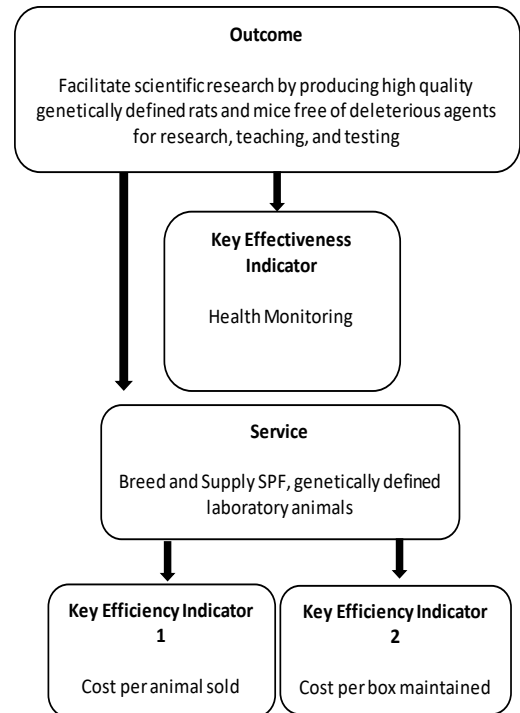 Outcome
Facilitate scientific research by producing high quality
genetically defined rats and mice free of deleterious agents
for research, teaching, and testing
Key Effectiveness
Indicator
Health Monitoring
Service
Breed and Supply SPF, genetically defined
laboratory animals
Key Efficiency Indicator
1
Cost per animal sold
Key Efficiency Indicator
2
Cost per box maintained